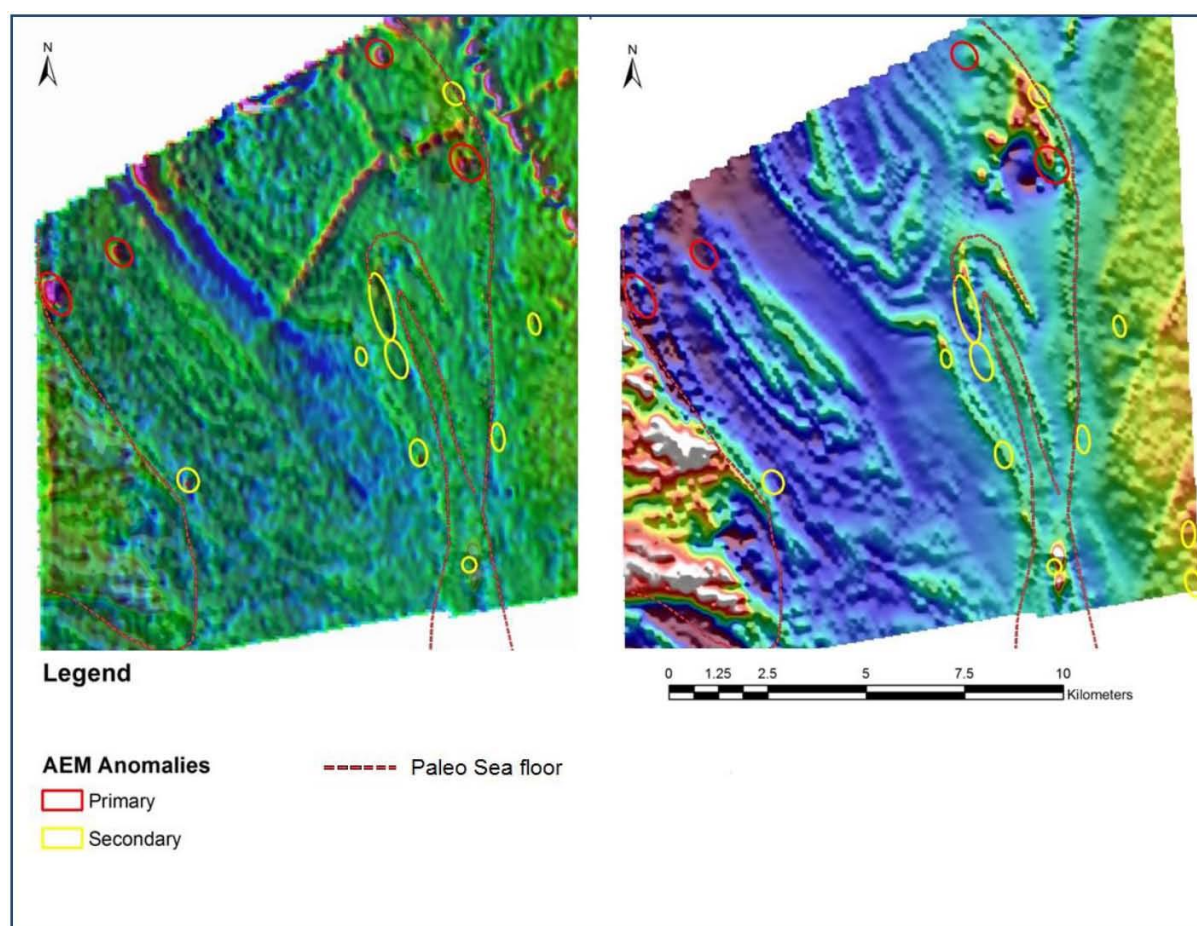 N
N
Legend
0 1.25 2.5 5 7.5 10
Kilometers
AEM Anomalies
Paleo Sea floor
Primary
Secondary